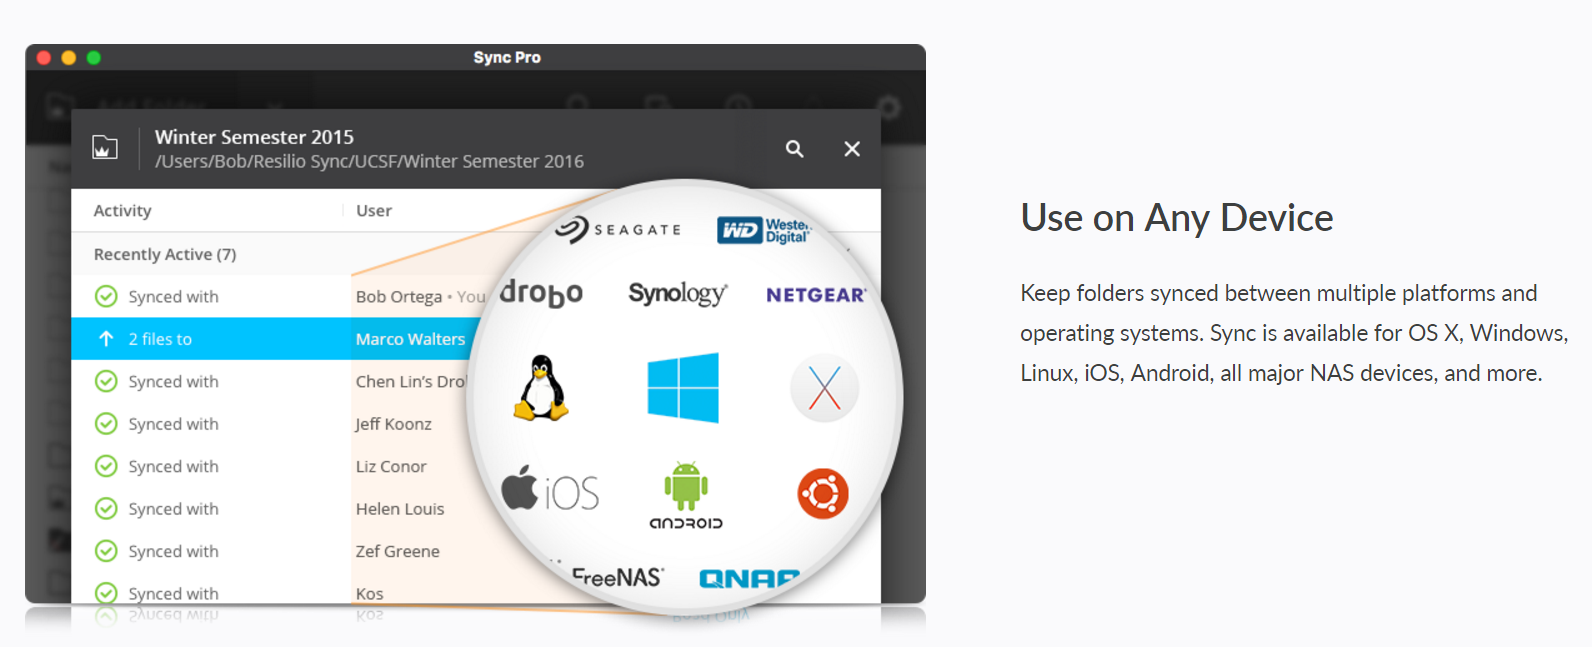 Sync Pro
Add Folder
Winter Semester 2015
/Users/Bob/Resilio Sync/UCSF/Winter Semester 2016
Activity
User
Recently Active (7)
Synced with
Bob Ortega • You
2 files to
Marco Walters
Synced with
Chen Lin's
Synced with
Jeff Koonz
Synced with
Liz Conor
Synced with
Helen Louis
Synced with
Zef Greene
Synced with
Kos
SEAGATE
WD Western Digital®
drobo
Synology®
NETGEAR®
iOS
ANDROID
FreeNAS®
QNAP
Use on Any Device
Keep folders synced between multiple platforms and
operating systems. Sync is available for OS X, Windows,
Linux, iOS, Android, all major NAS devices, and more.